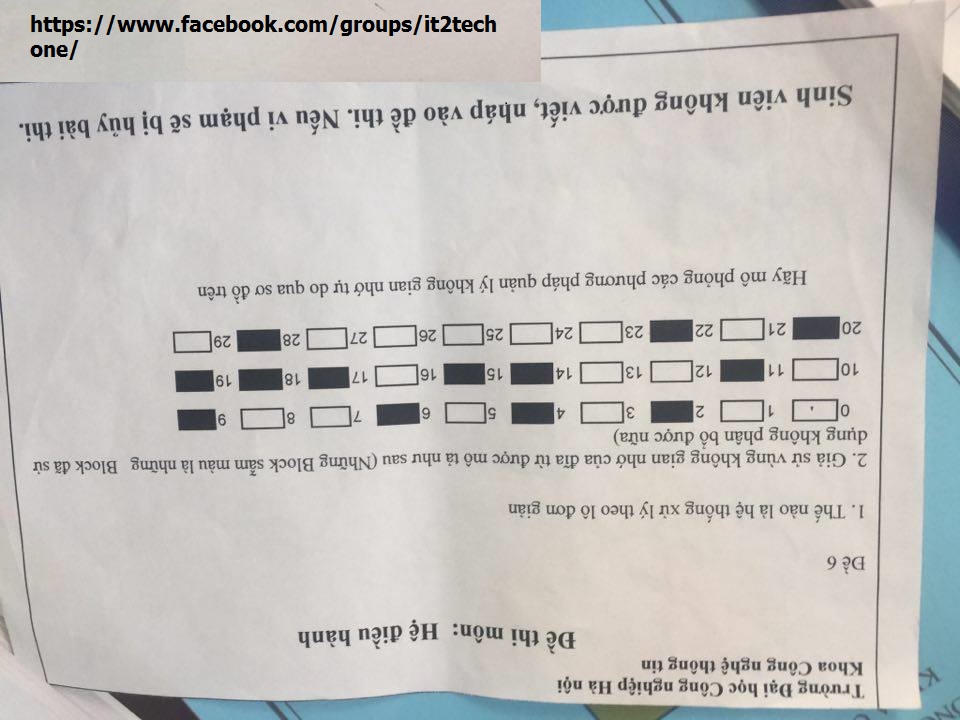 Trường Đại học Công nghiệp Hà nội
Khoa Công nghệ thông tin
Đề thi môn: Hệ điều hành
Đề 6
1. Thế nào là hệ thống xử lý theo lô đơn giản
2. Giả sử vùng không gian nhớ của đĩa từ được mô tả như sau (Những Block sẫm màu là những Block đã sử
dụng không phân bổ được nữa)
0 1 2 3 4 5 6 7 8 9
10 11 12 13 14 15 16 17 18 19
20 21 22 23 24 25 26 27 28 29
Hãy mô phỏng các phương pháp quản lý không gian nhớ tự do qua sơ đồ trên
Sinh viên không được viết, nháp vào đề thi. Nếu vi phạm sẽ bị hủy bài thi.
https://www.facebook.com/groups/it2tech
one/